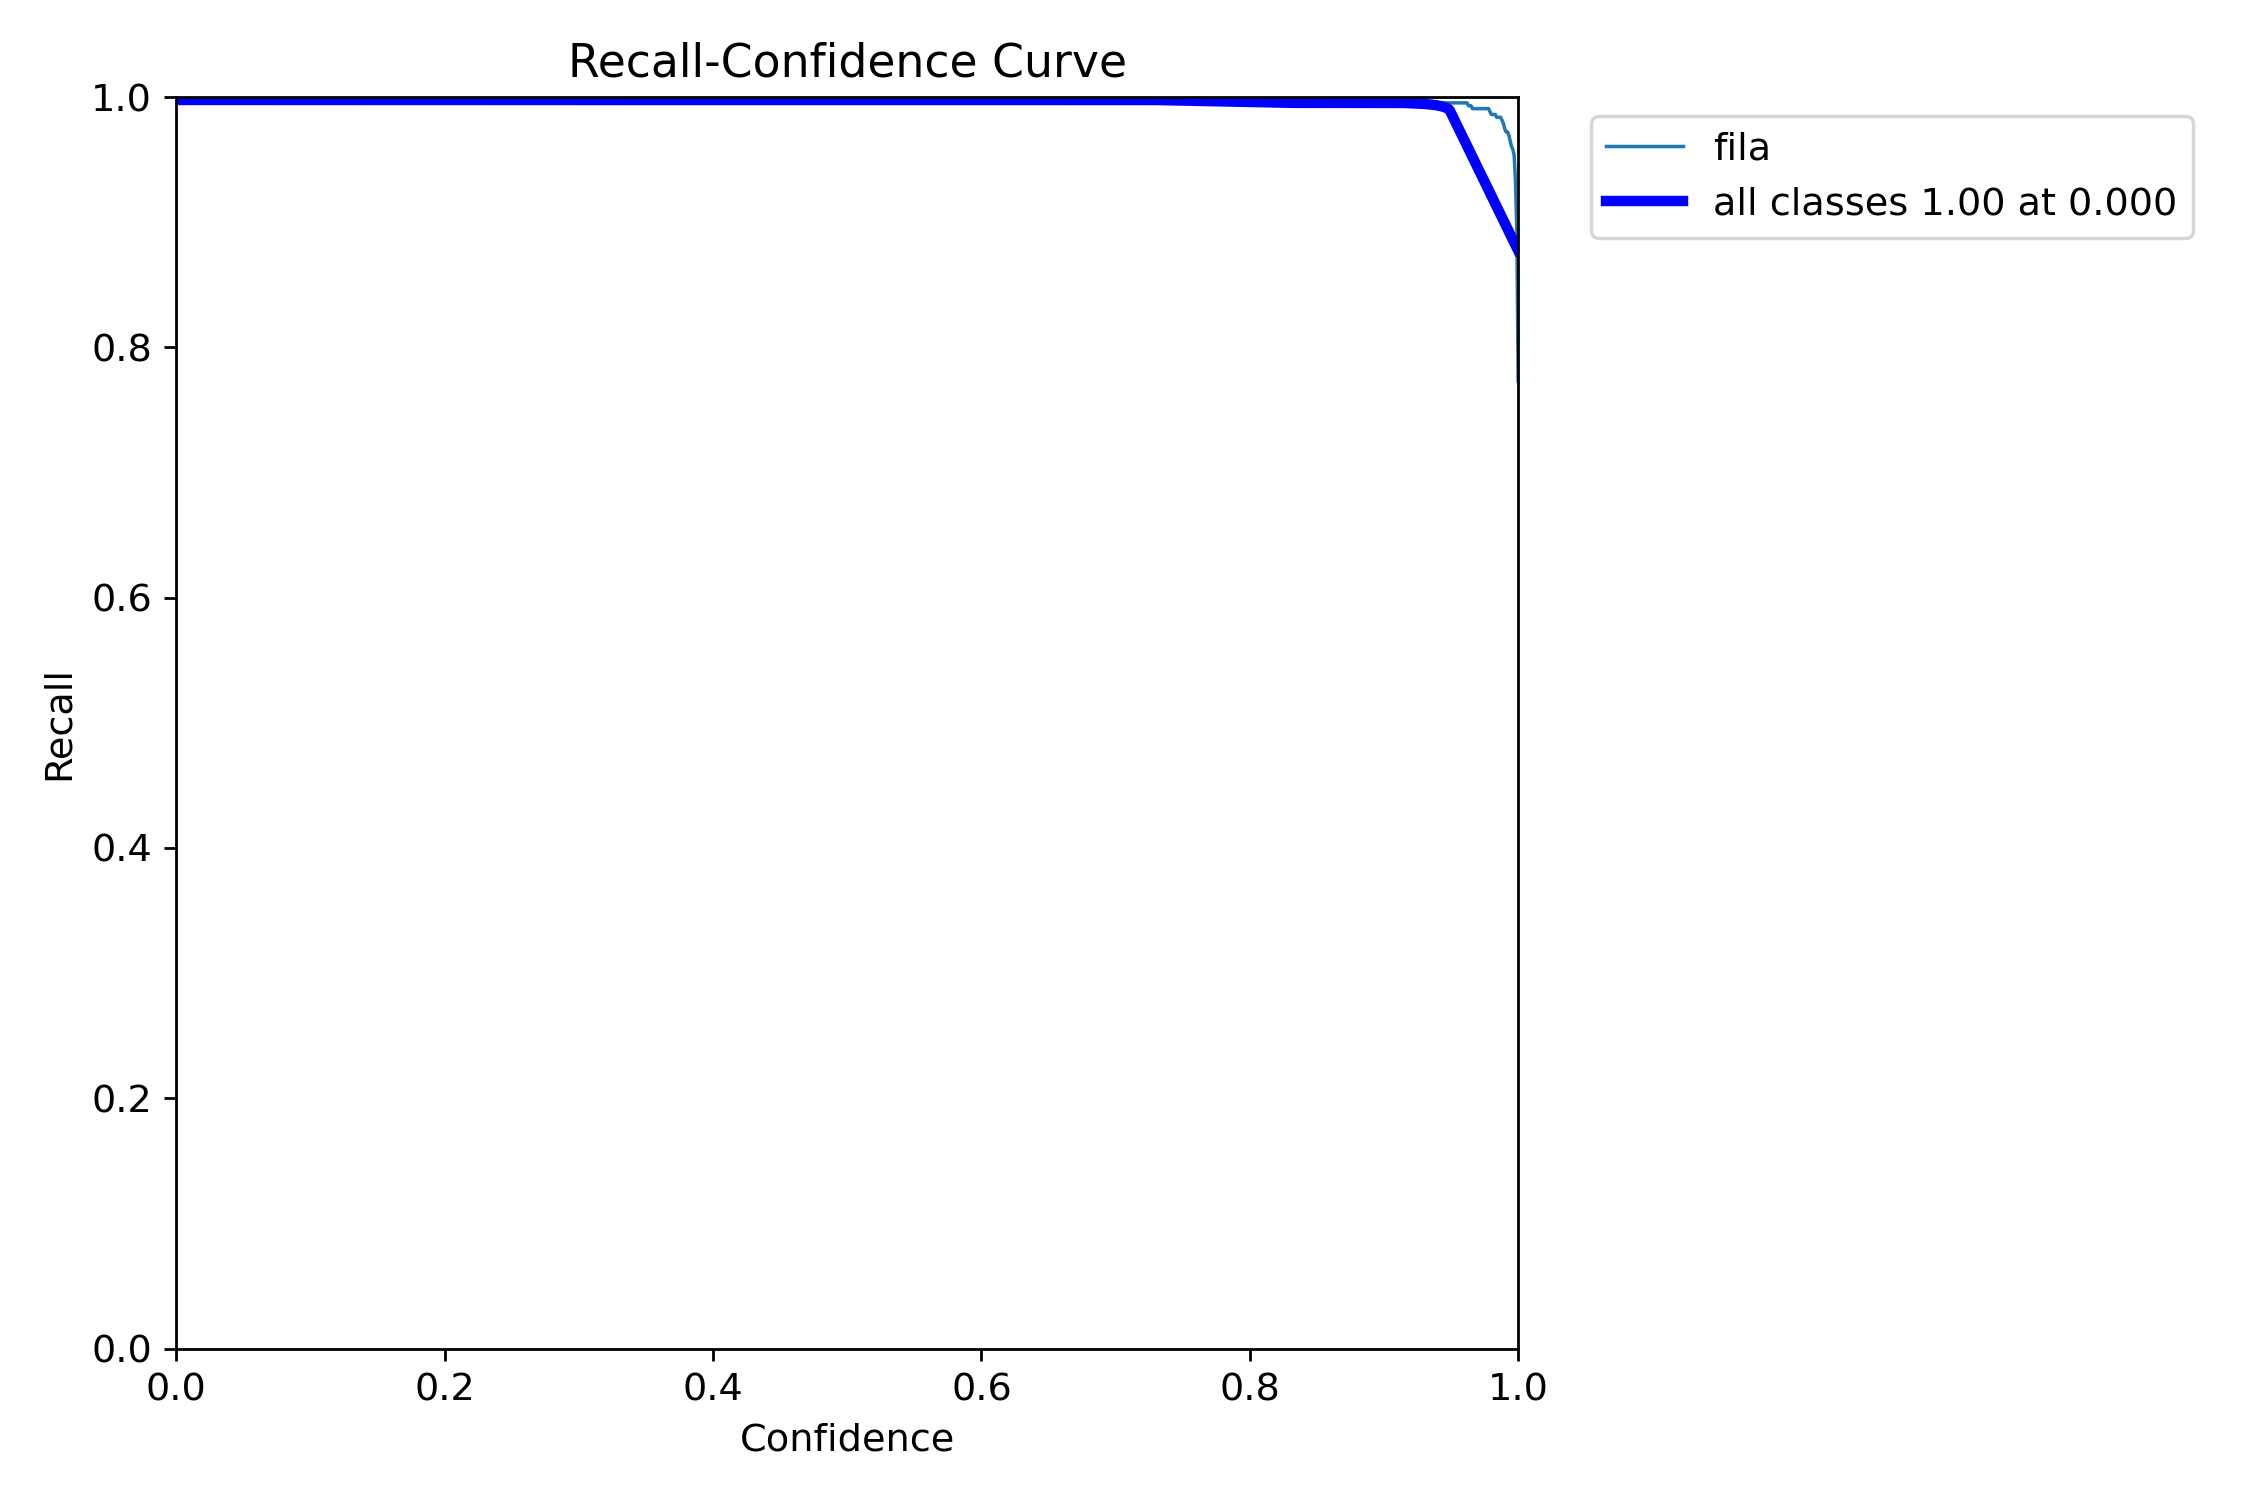 Recall-Confidence Curve
1.0
0.8
0.6
0.4
0.2
0.0
Recall
0.0 0.2 0.4 0.6 0.8 1.0
Confidence
fila
all classes 1.00 at 0.000